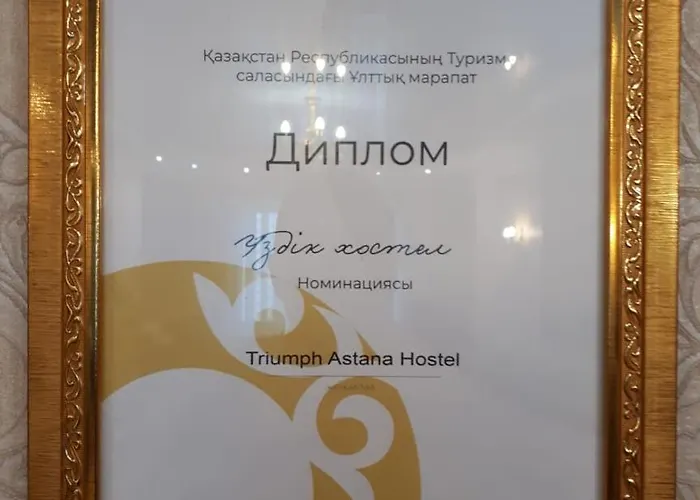 Қазақстан Республикасының Туризм
саласындағы Ұлттық марапат
Диплом
Үздік хостел
Номинациясы
Triumph Astana Hostel